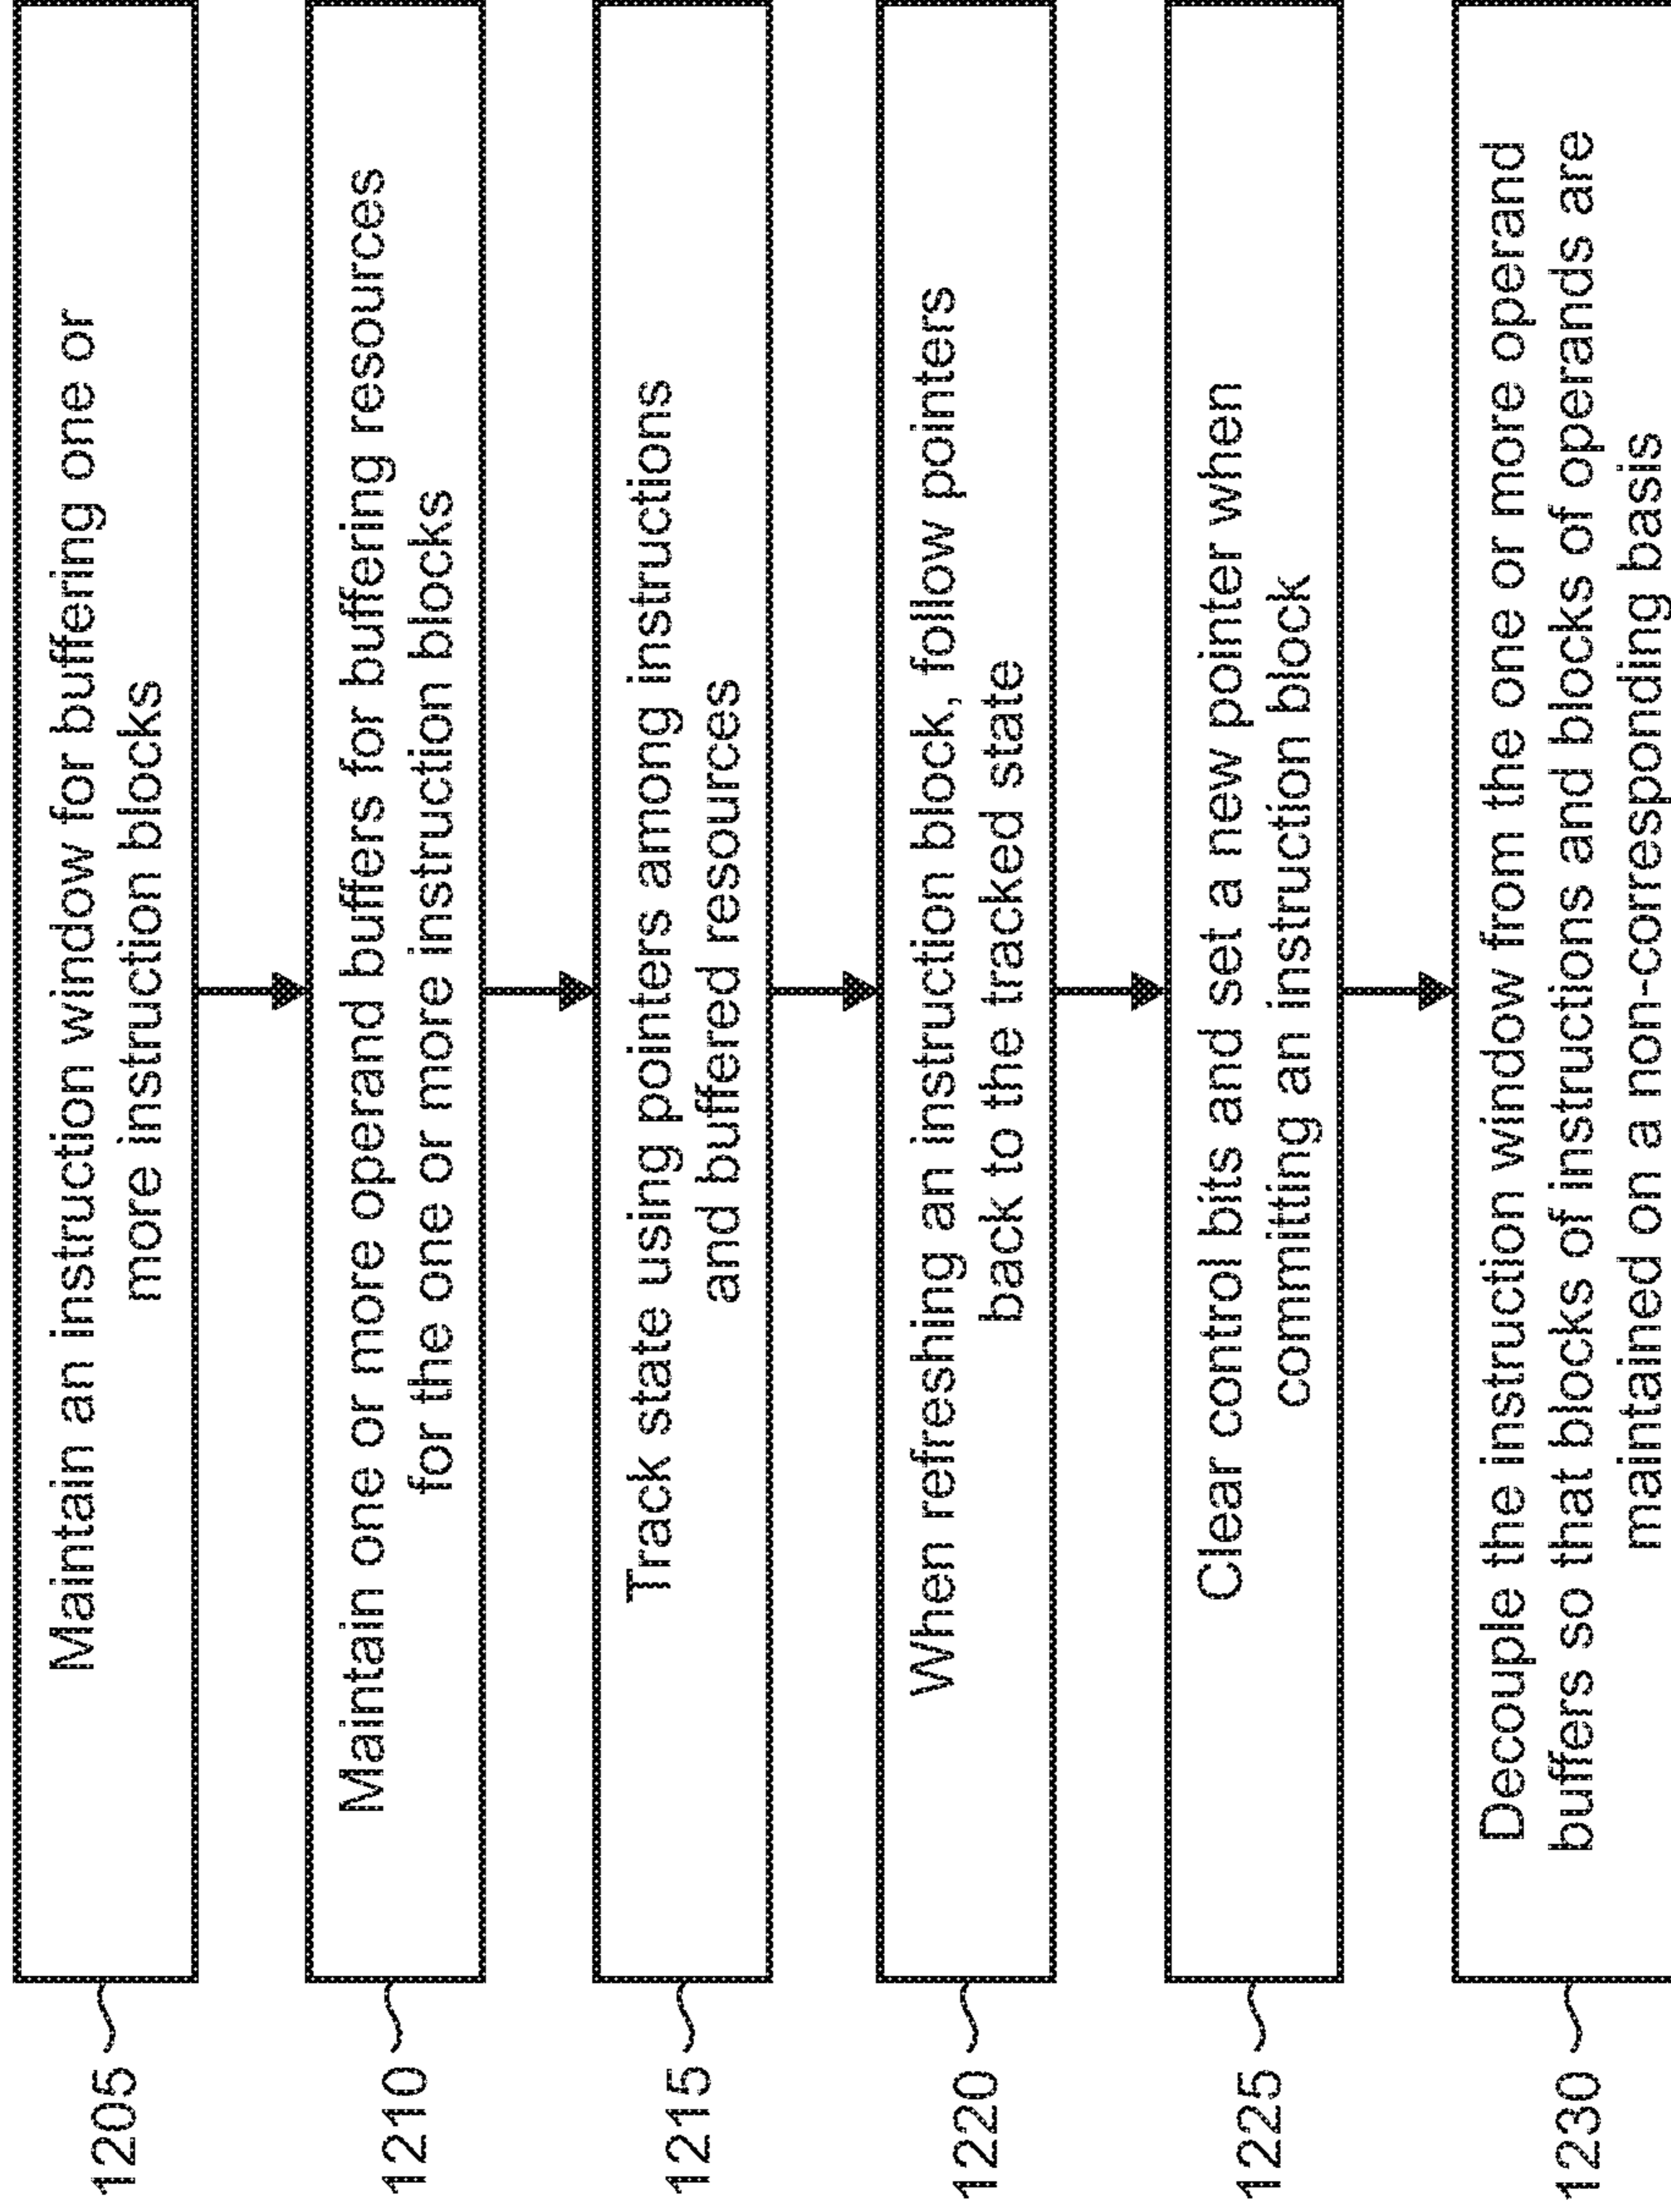 1205
Maintain an instruction window for buffering one or
more instruction blocks
1210
Maintain one or more operand buffers for buffering resources
for the one or more instruction blocks
1215
Track state using pointers among instructions
and buffered resources
1220
When refreshing an instruction block, follow pointers
back to the tracked state
1225
Clear control bits and set a new pointer when
committing an instruction block
1230
Decouple the instruction window from the one or more operand
buffers so that blocks of instructions and blocks of operands are
maintained on a non-corresponding basis